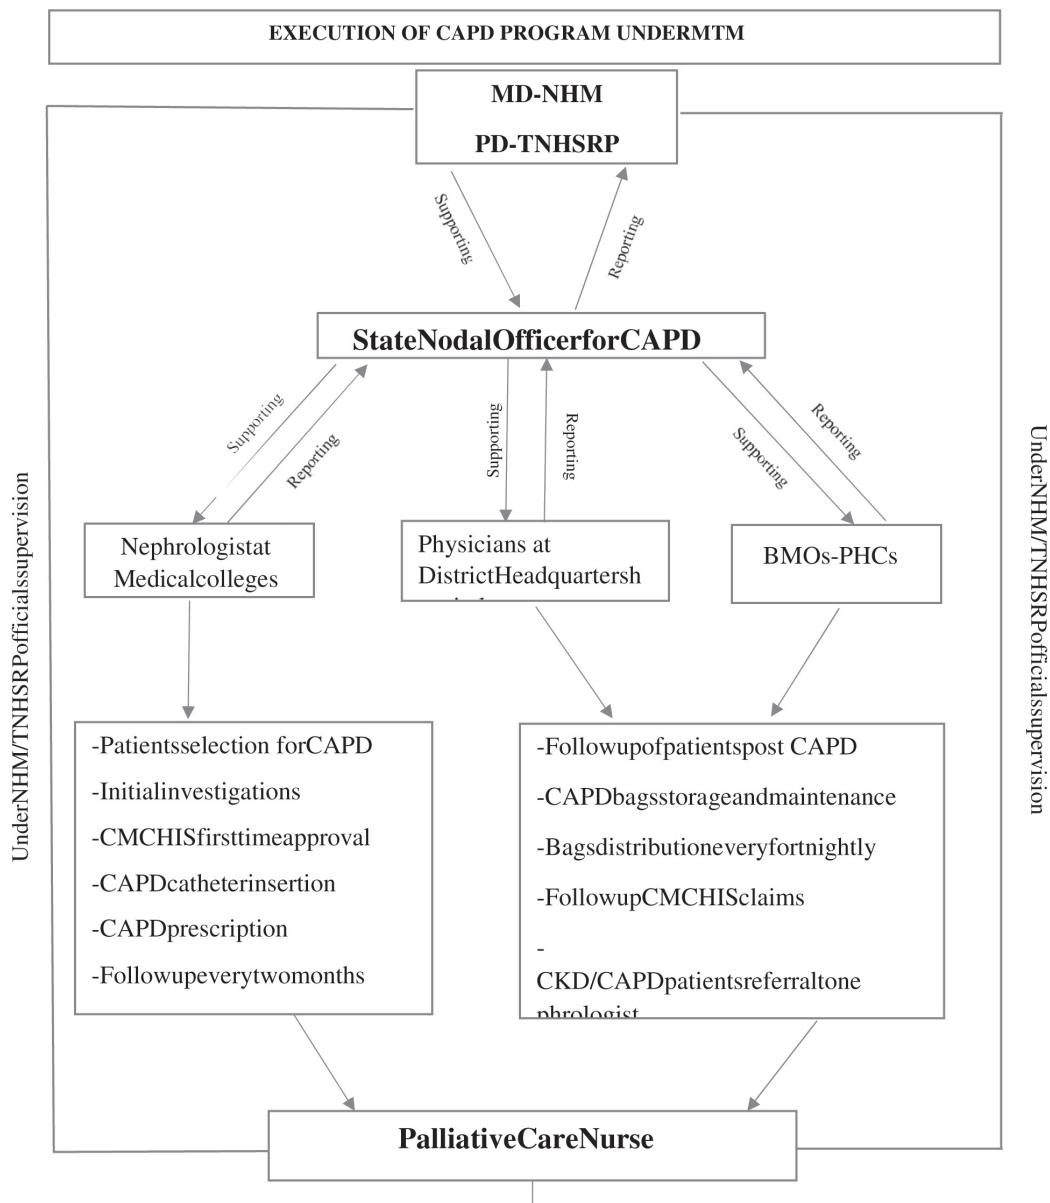 EXECUTION OF CAPD PROGRAM UNDERMTM
MD-NHM
PD-TNHSRP
Supporting
Reporting
StateNodalOfficerforCAPD
Supporting
Reporting
Supporting
Reporting
Supporting
Reporting
UnderNHM/TNHSRPofficialssupervision
UnderNHM/TNHSRPofficialssupervision
Nephrologistat
Medicalcolleges
Physicians at
DistrictHeadquartersh
BMOs-PHCs
-Patientsselection forCAPD
-Initialinvestigations
-CMCHISfirsttimeapproval
-CAPDcatheterinsertion
-CAPDprescription
-Followupeverytwomonths
-Followupofpatientspost CAPD
-CAPDbagsstorageandmaintenance
-Bagsdistributioneveryfortnightly
-FollowupCMCHISclaims
-
CKD/CAPDpatientsreferraltone
phrologist
PalliativeCareNurse